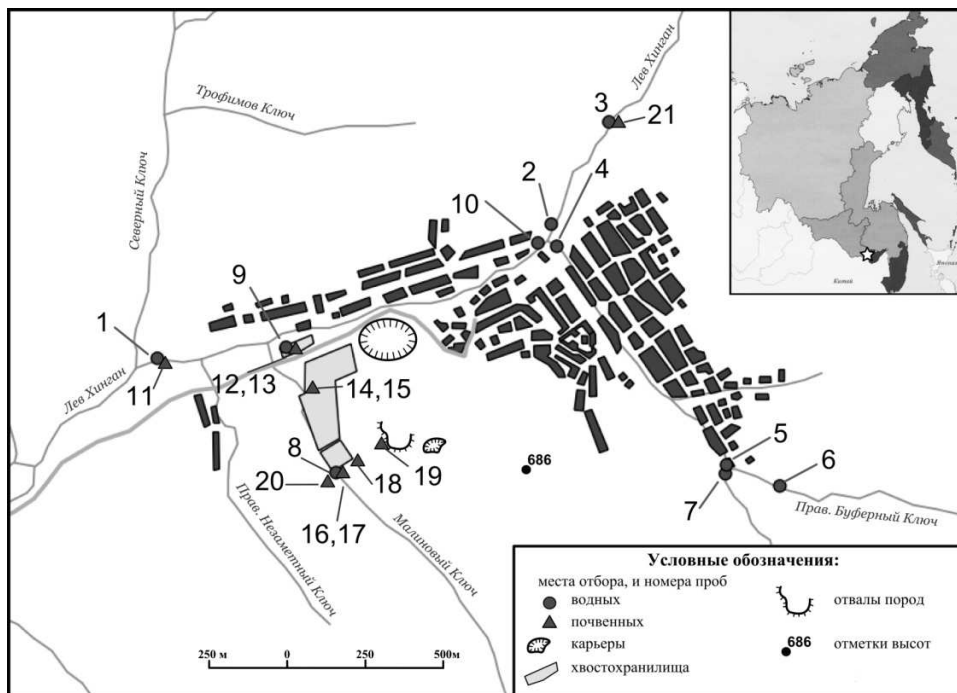 Лев Хинган
Трофимов Ключ
3
21
2
4
10
Северный Ключ
Китай
Япония
9
1
11
12,13
14,15
Лев Хинган
5
6
8
19
18
686
7
20
16,17
Прав. Буферный Ключ
Прав. Незаметный Ключ
Малиновый Ключ
250 м 0 250 500м
Условные обозначения:
места отбора, и номера проб
водных
почвенных
карьеры
хвостохранилища
отвалы пород
686
отметки высот